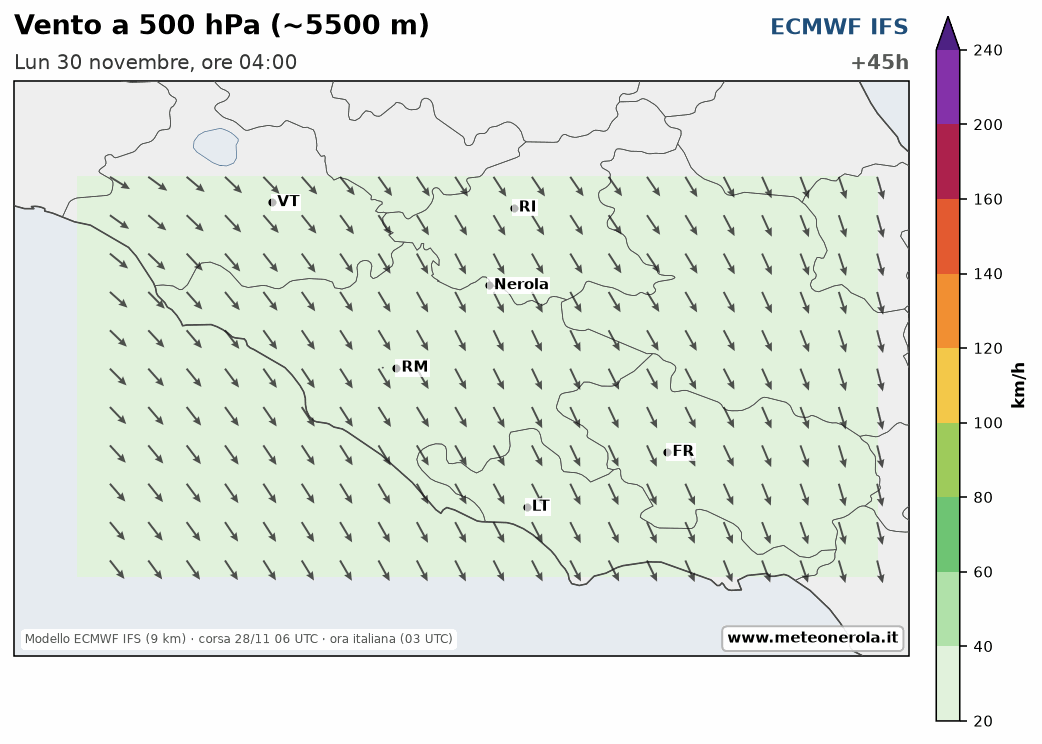 Vento a 500 hPa (~5500 m)
ECMWF IFS
Lun 30 novembre, ore 04:00
+45h
VT
RI
Nerola
RM
FR
LT
Modello ECMWF IFS (9 km) · corsa 28/11 06 UTC · ora italiana (03 UTC)
www.meteonerola.it
240
200
160
140
120
100
80
60
40
20
km/h